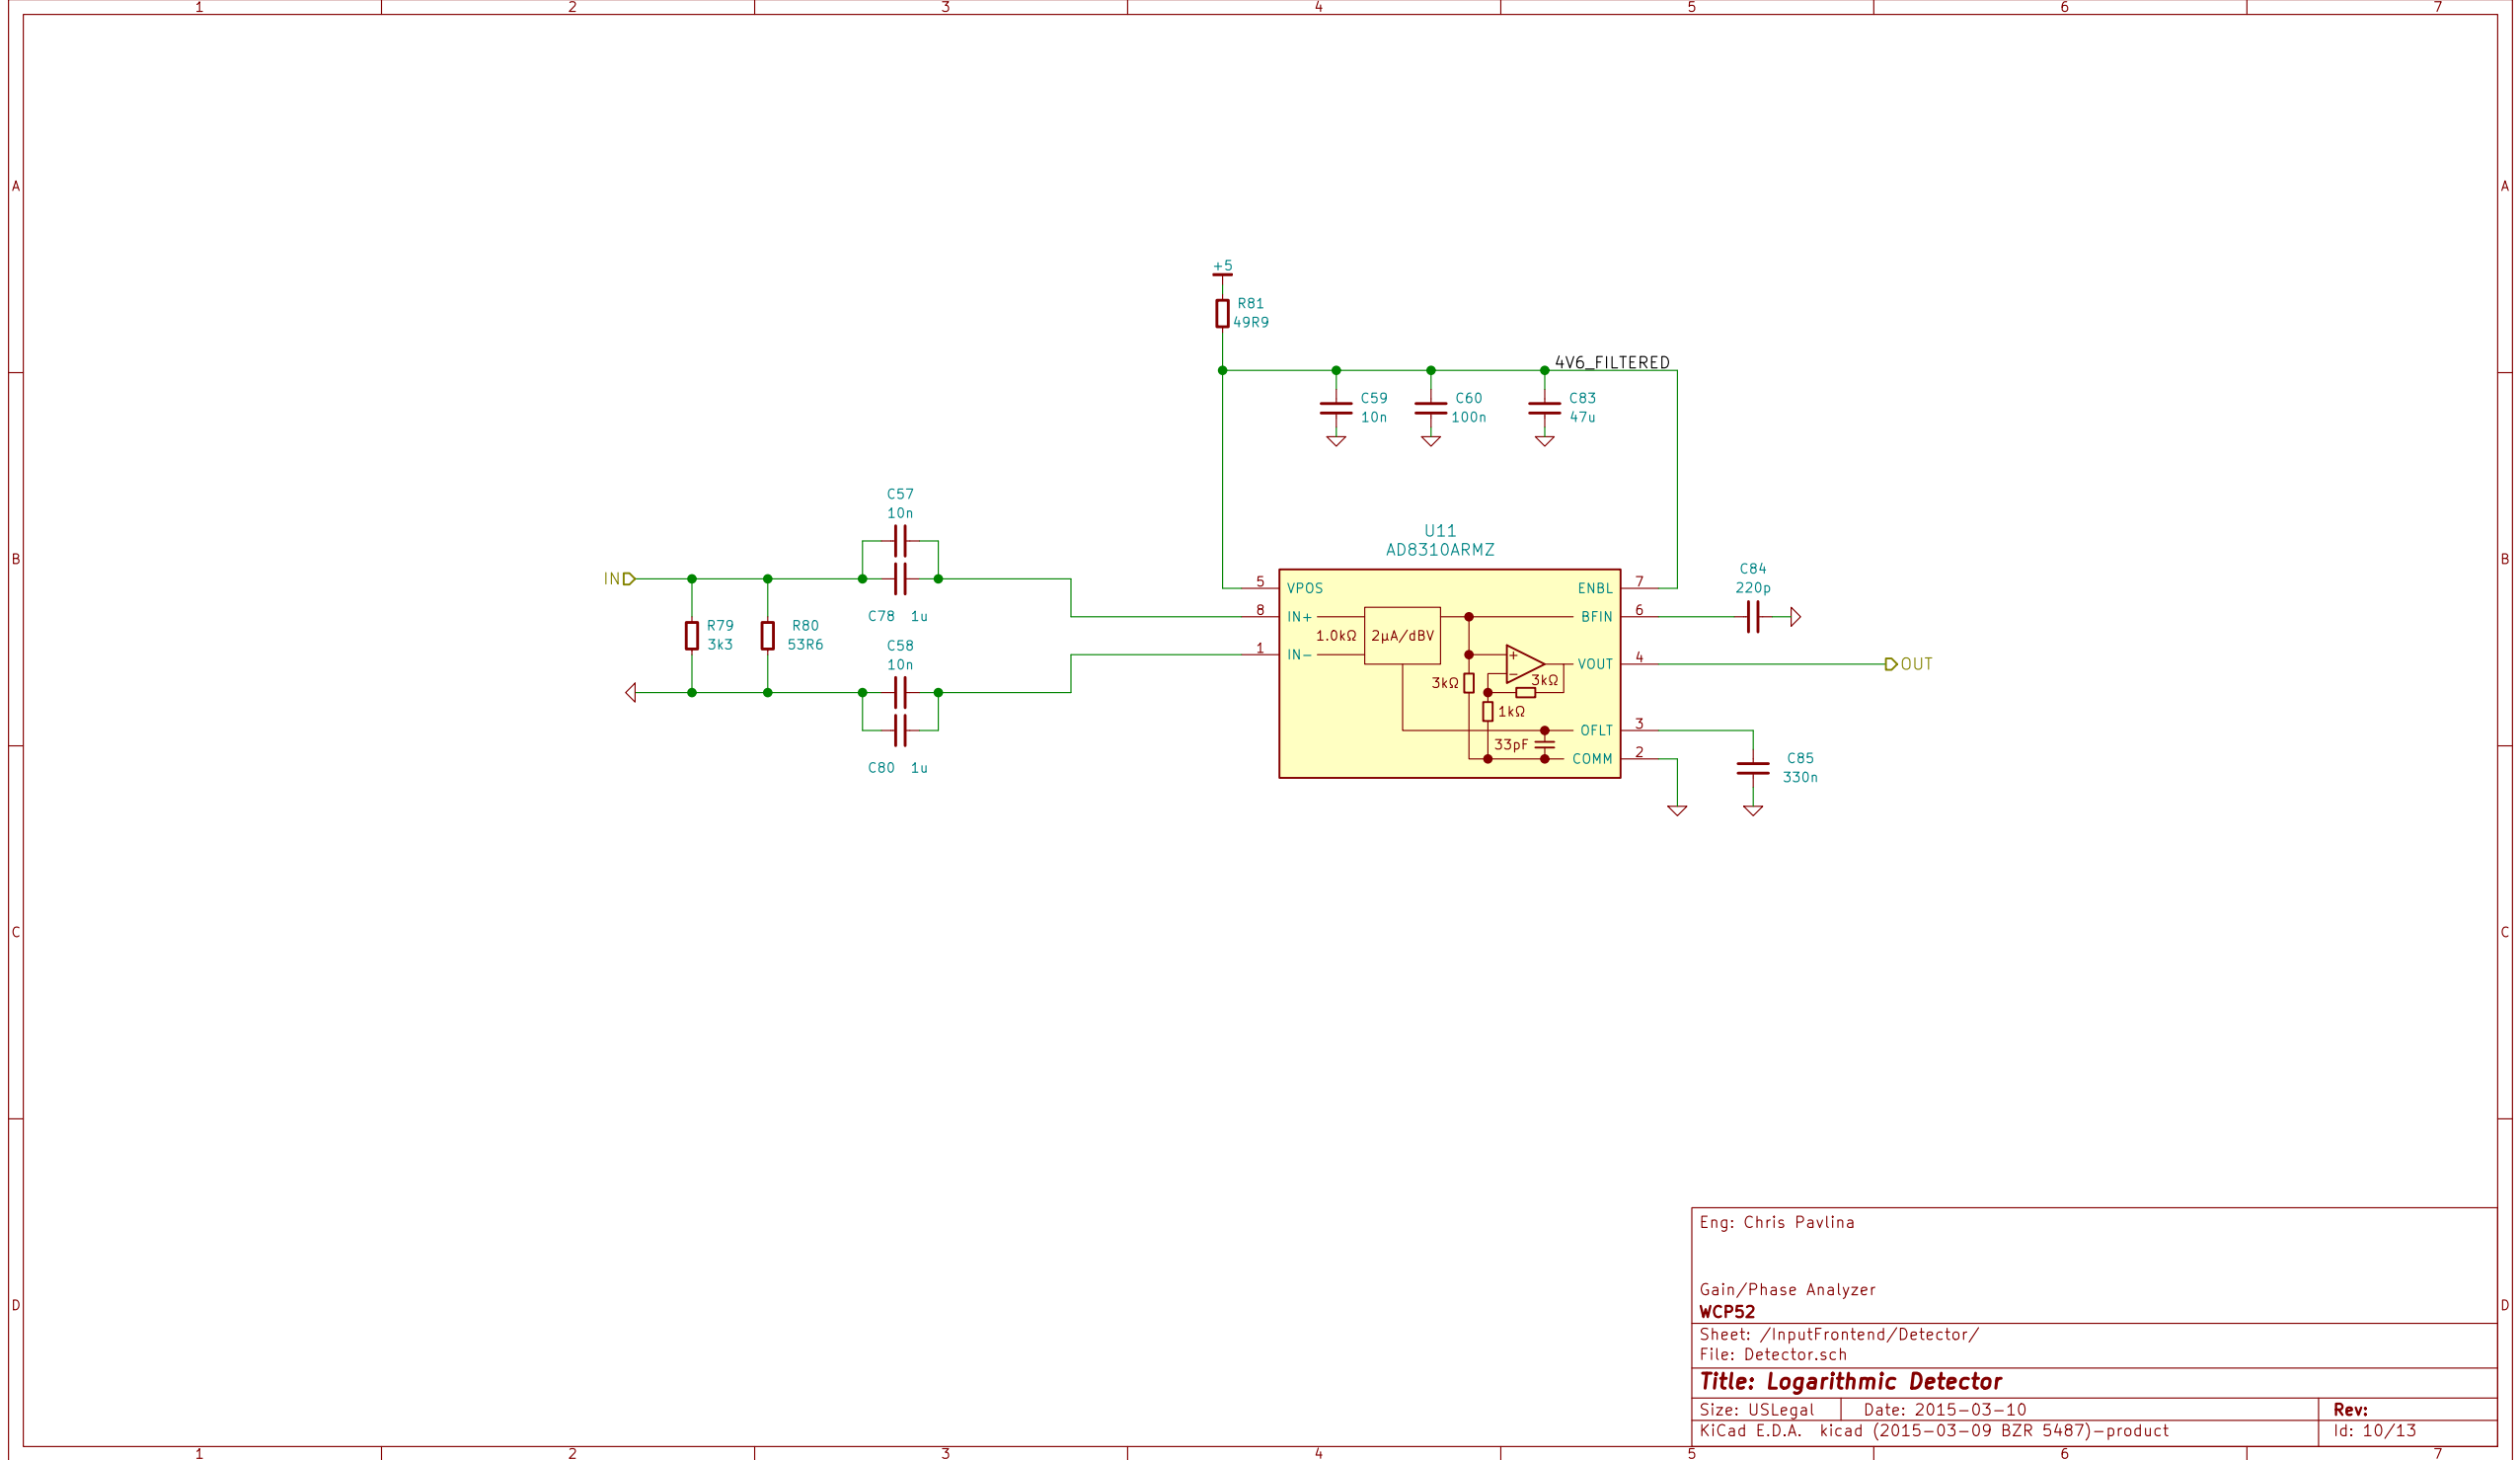 1 2 3 4 5 6 7
A A
+5
R81
49R9
4V6_FILTERED
C59
10n
C60
100n
C83
47u
C57
10n
U11
AD8310ARMZ
B B
IN
C78 1u
R79
3k3
R80
53R6
C58
10n
C80 1u
5 VPOS
8 IN+
1 IN-
1.0kΩ
2µA/dBV
+
-
3kΩ
3kΩ
1kΩ
33pF
ENBL 7
BFIN 6
VOUT 4
OFLT 3
COMM 2
C84
220p
OUT
C85
330n
C C
D D
Eng: Chris Pavlina
Gain/Phase Analyzer
WCP52
Sheet: /InputFrontend/Detector/
File: Detector.sch
Title: Logarithmic Detector
Size: USLegal Date: 2015-03-10 Rev:
KiCad E.D.A. kicad (2015-03-09 BZR 5487)-product Id: 10/13
1 2 3 4 5 6 7